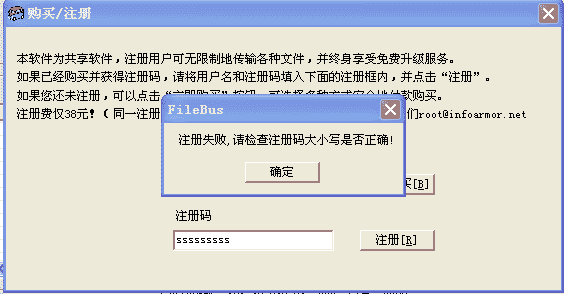 购买/注册
本软件为共享软件，注册用户可无限制地传输各种文件，并终身享受免费升级服务。
如果已经购买并获得注册码，请将用户名和注册码填入下面的注册框内，并点击“注册”。
如果您还未注册，可以点击
注册费仅38元！（同一注册 们root@infoarmor.net
FileBus
注册失败,请检查注册码大小写是否正确!
确定
买[B]
注册码
sssssssss
注册[R]